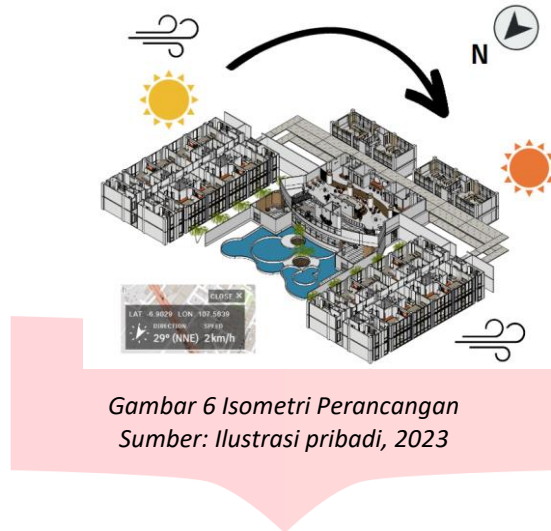 N
CLOSE ×
LAT -6.9029 LON 107.5639
DIRECTION SPEED
29° (NNE) 2km/h
Gambar 6 Isometri Perancangan
Sumber: Ilustrasi pribadi, 2023